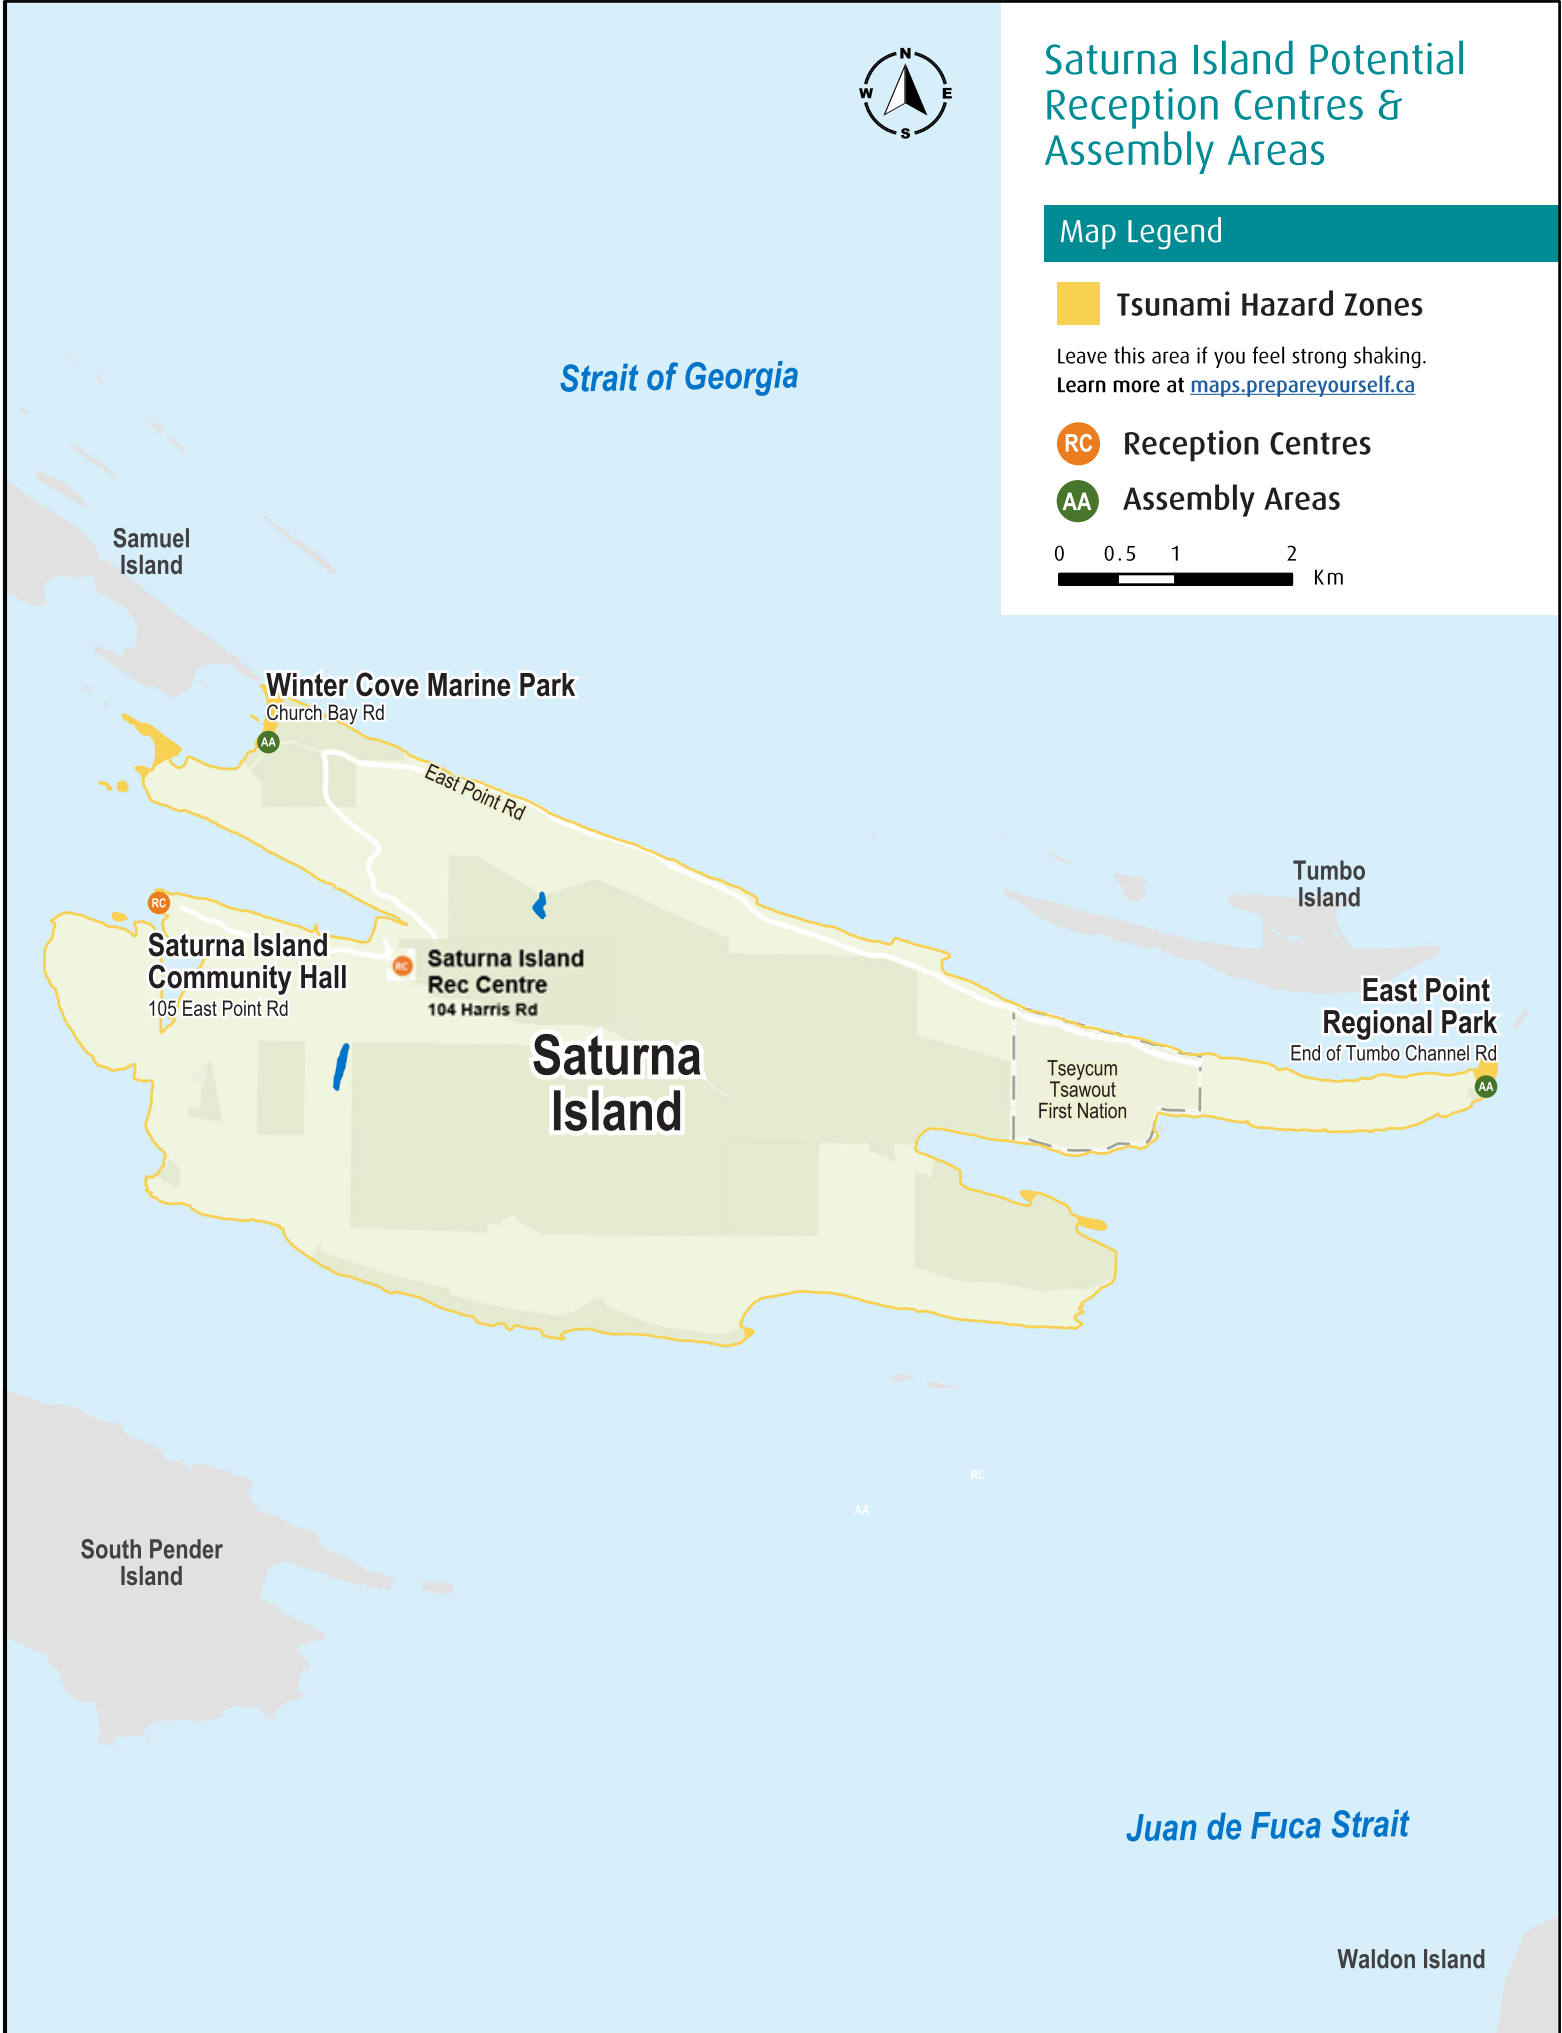 N
W
E
S
Saturna Island Potential
Reception Centres &
Assembly Areas
Map Legend
Tsunami Hazard Zones
Leave this area if you feel strong shaking.
Learn more at maps.prepareyourself.ca
RC Reception Centres
AA Assembly Areas
0 0.5 1 2
Km
Strait of Georgia
Samuel
Island
Winter Cove Marine Park
Church Bay Rd
AA
East Point Rd
Tumbo
Island
RC
Saturna Island
Community Hall
105 East Point Rd
RC
Saturna Island
Rec Centre
104 Harris Rd
East Point
Regional Park
End of Tumbo Channel Rd
AA
Saturna
Island
Tseycum
Tsawout
First Nation
RC
AA
South Pender
Island
Juan de Fuca Strait
Waldon Island